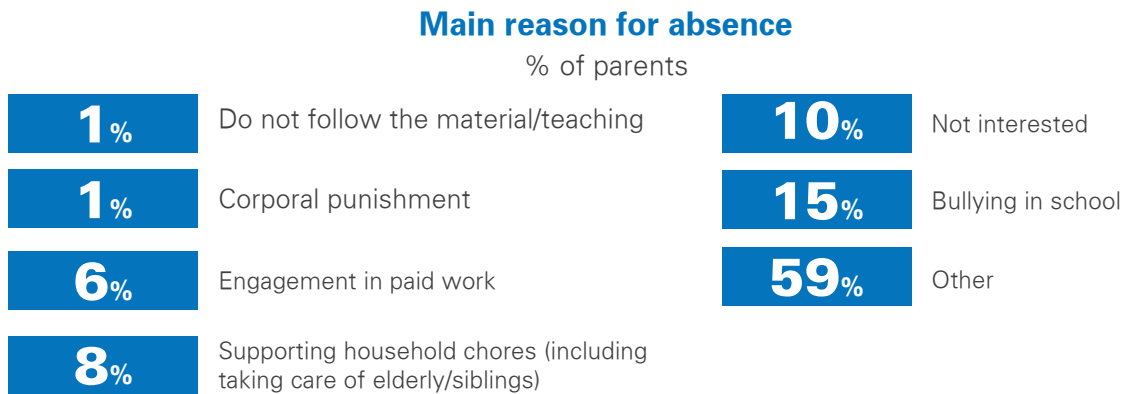 Main reason for absence
% of parents
1% Do not follow the material/teaching
1% Corporal punishment
6% Engagement in paid work
8% Supporting household chores (including
taking care of elderly/siblings)
10% Not interested
15% Bullying in school
59% Other